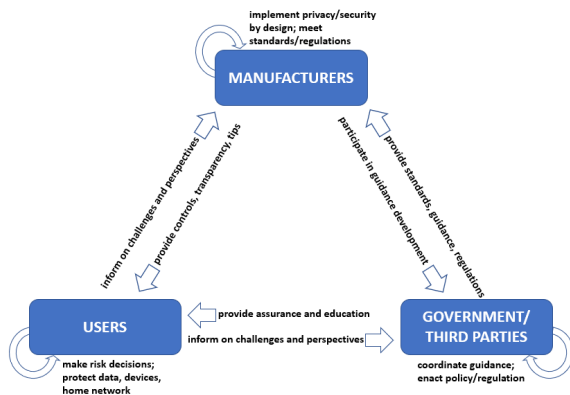 implement privacy/security
by design; meet
standards/regulations
MANUFACTURERS
inform on challenges and perspectives
provide controls, transparency, tips
participate in guidance development
provide standards, guidance, regulations
USERS
provide assurance and education
inform on challenges and perspectives
GOVERNMENT/
THIRD PARTIES
make risk decisions;
protect data, devices,
home network
coordinate guidance;
enact policy/regulation